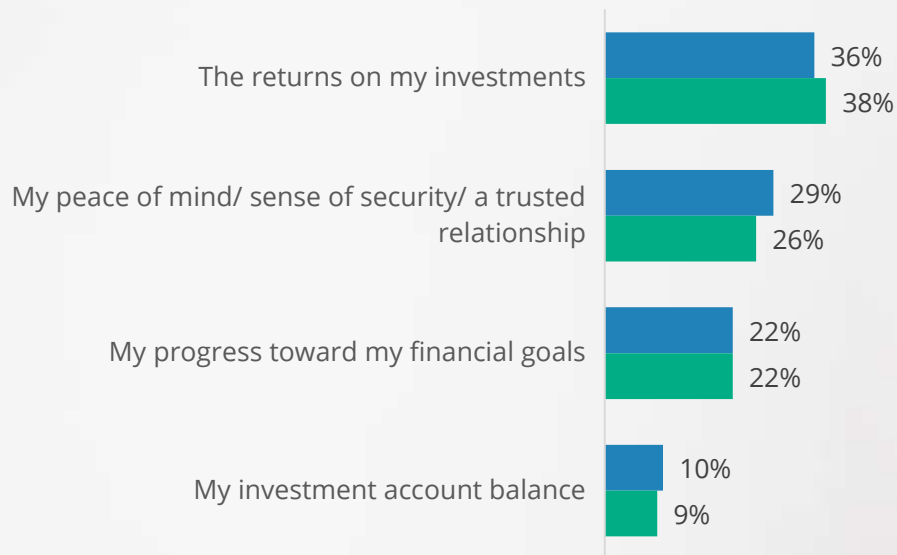 The returns on my investments
36%
38%
My peace of mind/ sense of security/ a trusted
relationship
29%
26%
My progress toward my financial goals
22%
22%
My investment account balance
10%
9%